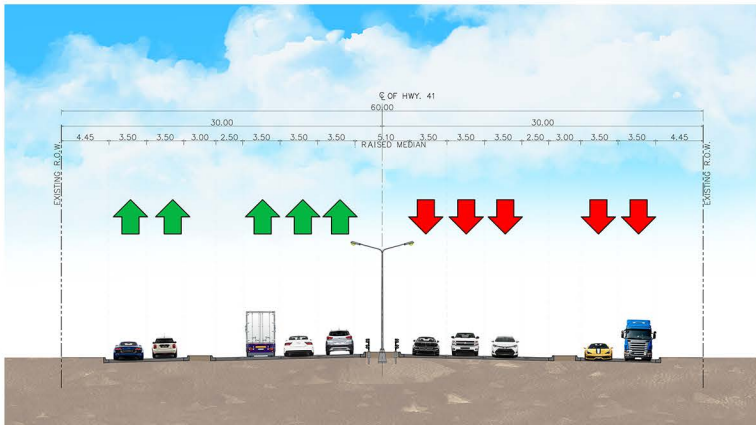 ℄ OF HWY. 41
60.00
30.00 30.00
4.45 3.50 3.50 3.00 2.50 3.50 3.50 3.50 5.10 3.50 3.50 3.50 2.50 3.00 3.50 3.50 4.45
RAISED MEDIAN
EXISTING R.O.W.
EXISTING R.O.W.